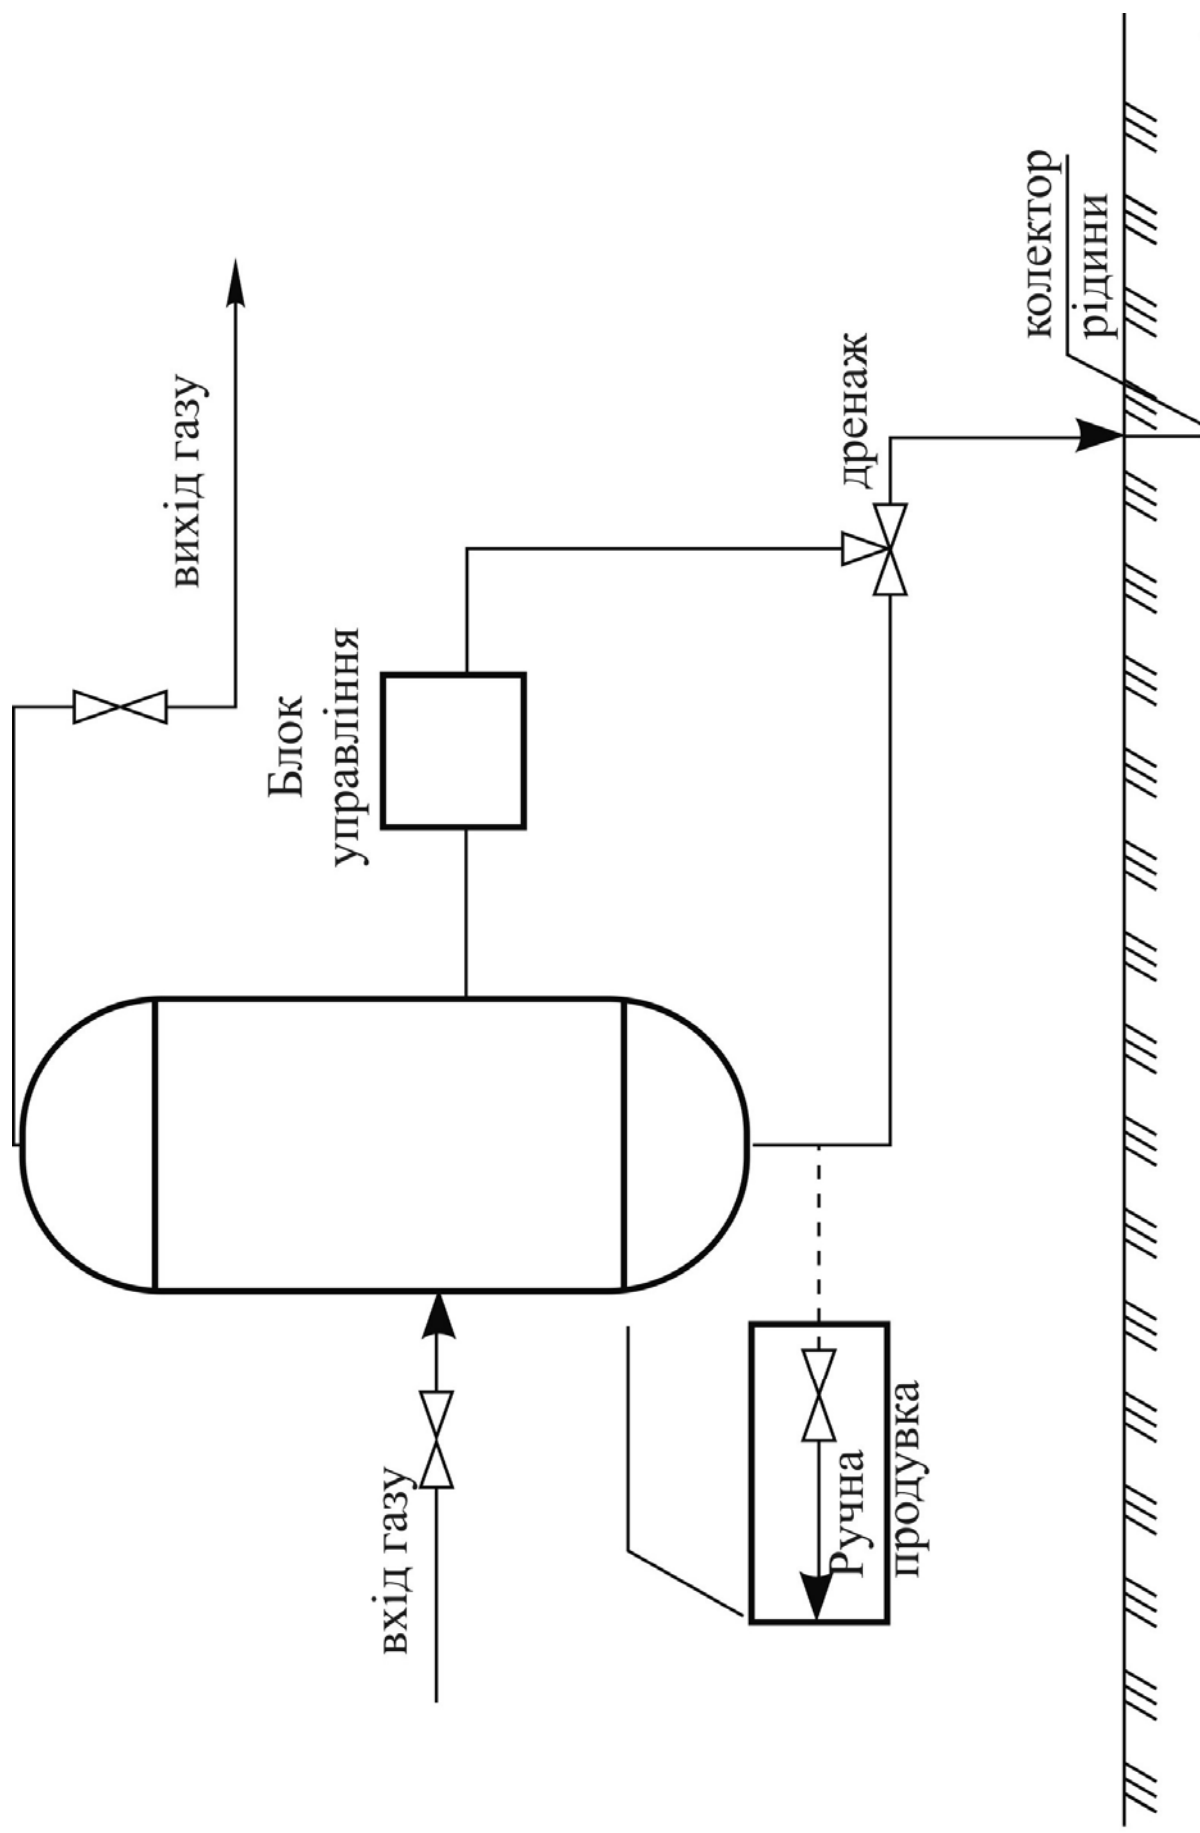 вихід газу
Блок
управління
вхід газу
дренаж
Ручна
продувка
колектор
рідини